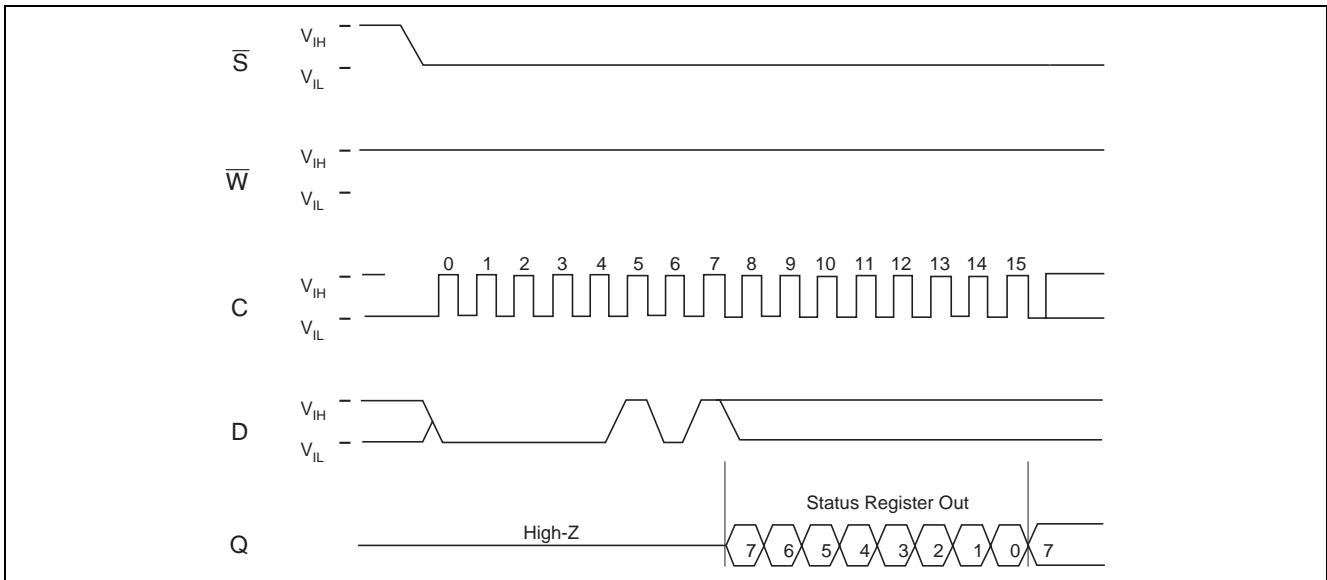 V_IH
S̅
V_IL
V_IH
W̅
V_IL
0 1 2 3 4 5 6 7 8 9 10 11 12 13 14 15
V_IH
C
V_IL
V_IH
D
V_IL
Status Register Out
High-Z
Q
7 6 5 4 3 2 1 0 7